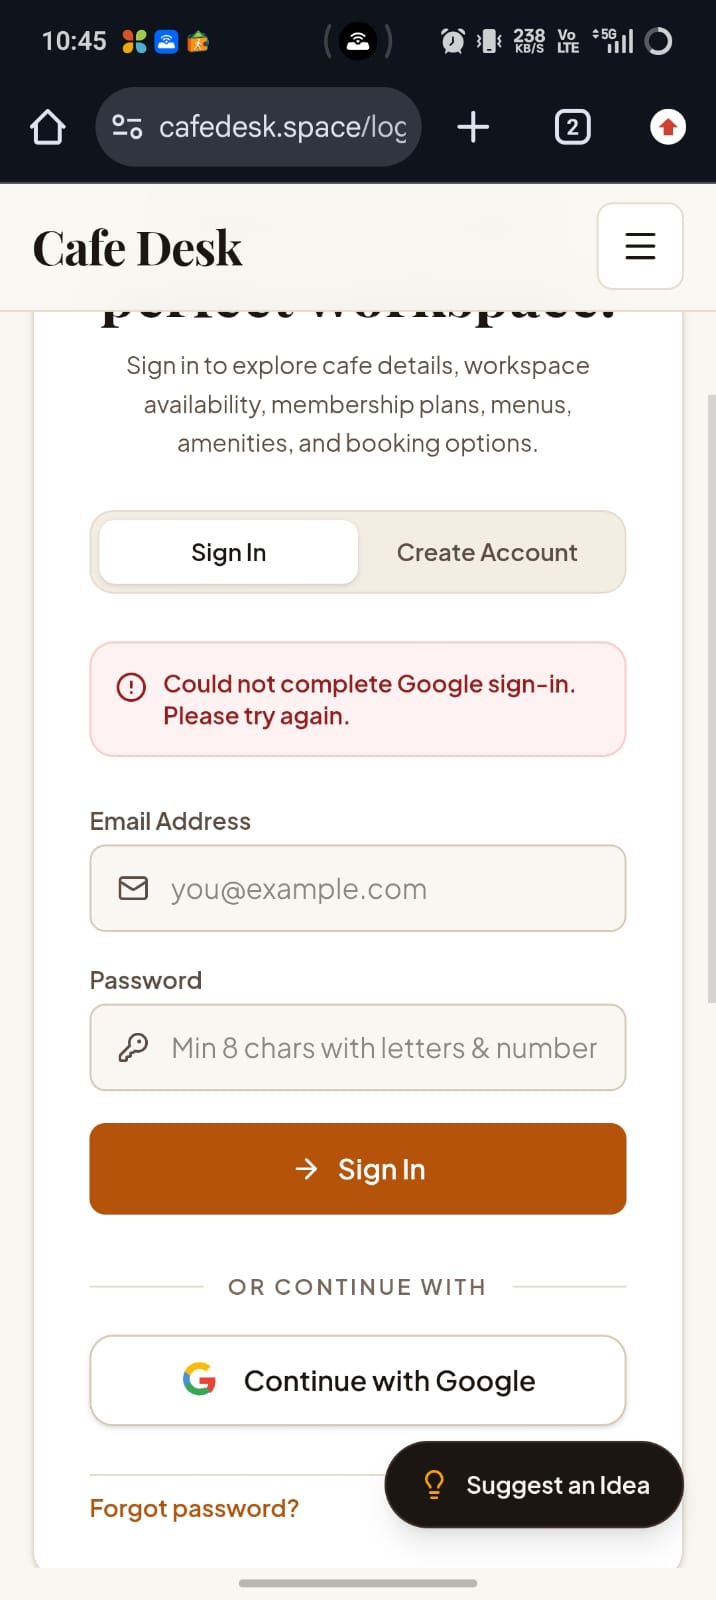 10:45
238
KB/S
Vo
LTE
5G
cafedesk.space/log
2
Cafe Desk
perfect workspace.
Sign in to explore cafe details, workspace
availability, membership plans, menus,
amenities, and booking options.
Sign In
Create Account
Could not complete Google sign-in.
Please try again.
Email Address
you@example.com
Password
Min 8 chars with letters & number
Sign In
OR CONTINUE WITH
Continue with Google
Suggest an Idea
Forgot password?